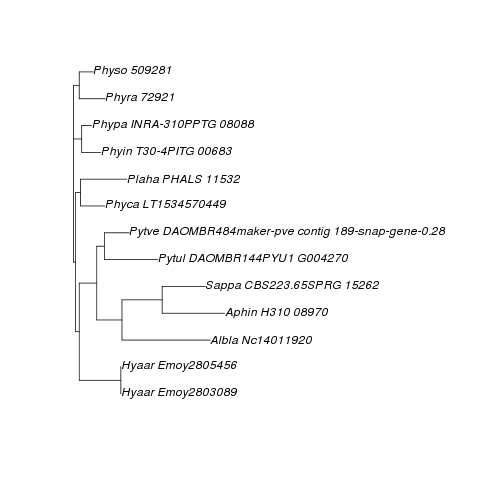 Physo 509281
Phyra 72921
Phypa INRA-310PPTG 08088
Phyin T30-4PITG 00683
Plaha PHALS 11532
Phyca LT1534570449
Pytve DAOMBR484maker-pve contig 189-snap-gene-0.28
Pytul DAOMBR144PYU1 G004270
Sappa CBS223.65SPRG 15262
Aphin H310 08970
Albla Nc14011920
Hyaar Emoy2805456
Hyaar Emoy2803089